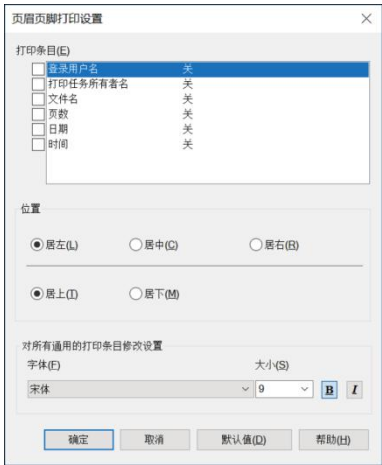 页眉页脚打印设置
打印条目(E)
登录用户名 关
打印任务所有者名 关
文件名 关
页数 关
日期 关
时间 关
位置
居左(L) 居中(C) 居右(R)
居上(T) 居下(M)
对所有通用的打印条目修改设置
字体(F) 大小(S)
宋体 9 B I
确定 取消 默认值(D) 帮助(H)